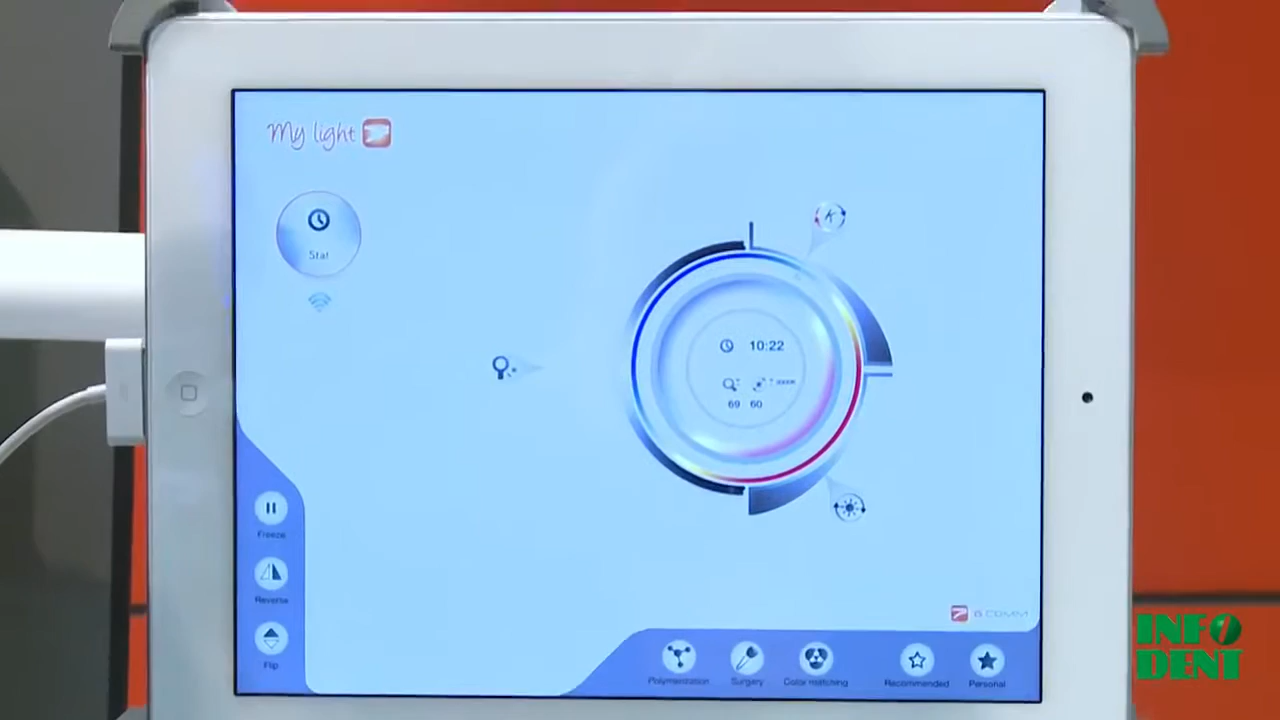 My light
K
Stat
10:22
69 60
Freeze
Reverse
Flip
Polymerization Surgery Color matching Recommended Personal
INFO
DENT